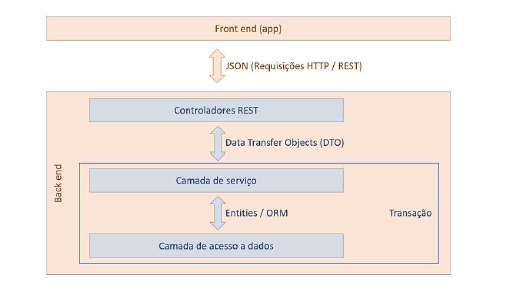 Front end (app)
JSON (Requisições HTTP / REST)
Controladores REST
Data Transfer Objects (DTO)
Back end
Camada de serviço
Entities / ORM
Transação
Camada de acesso a dados